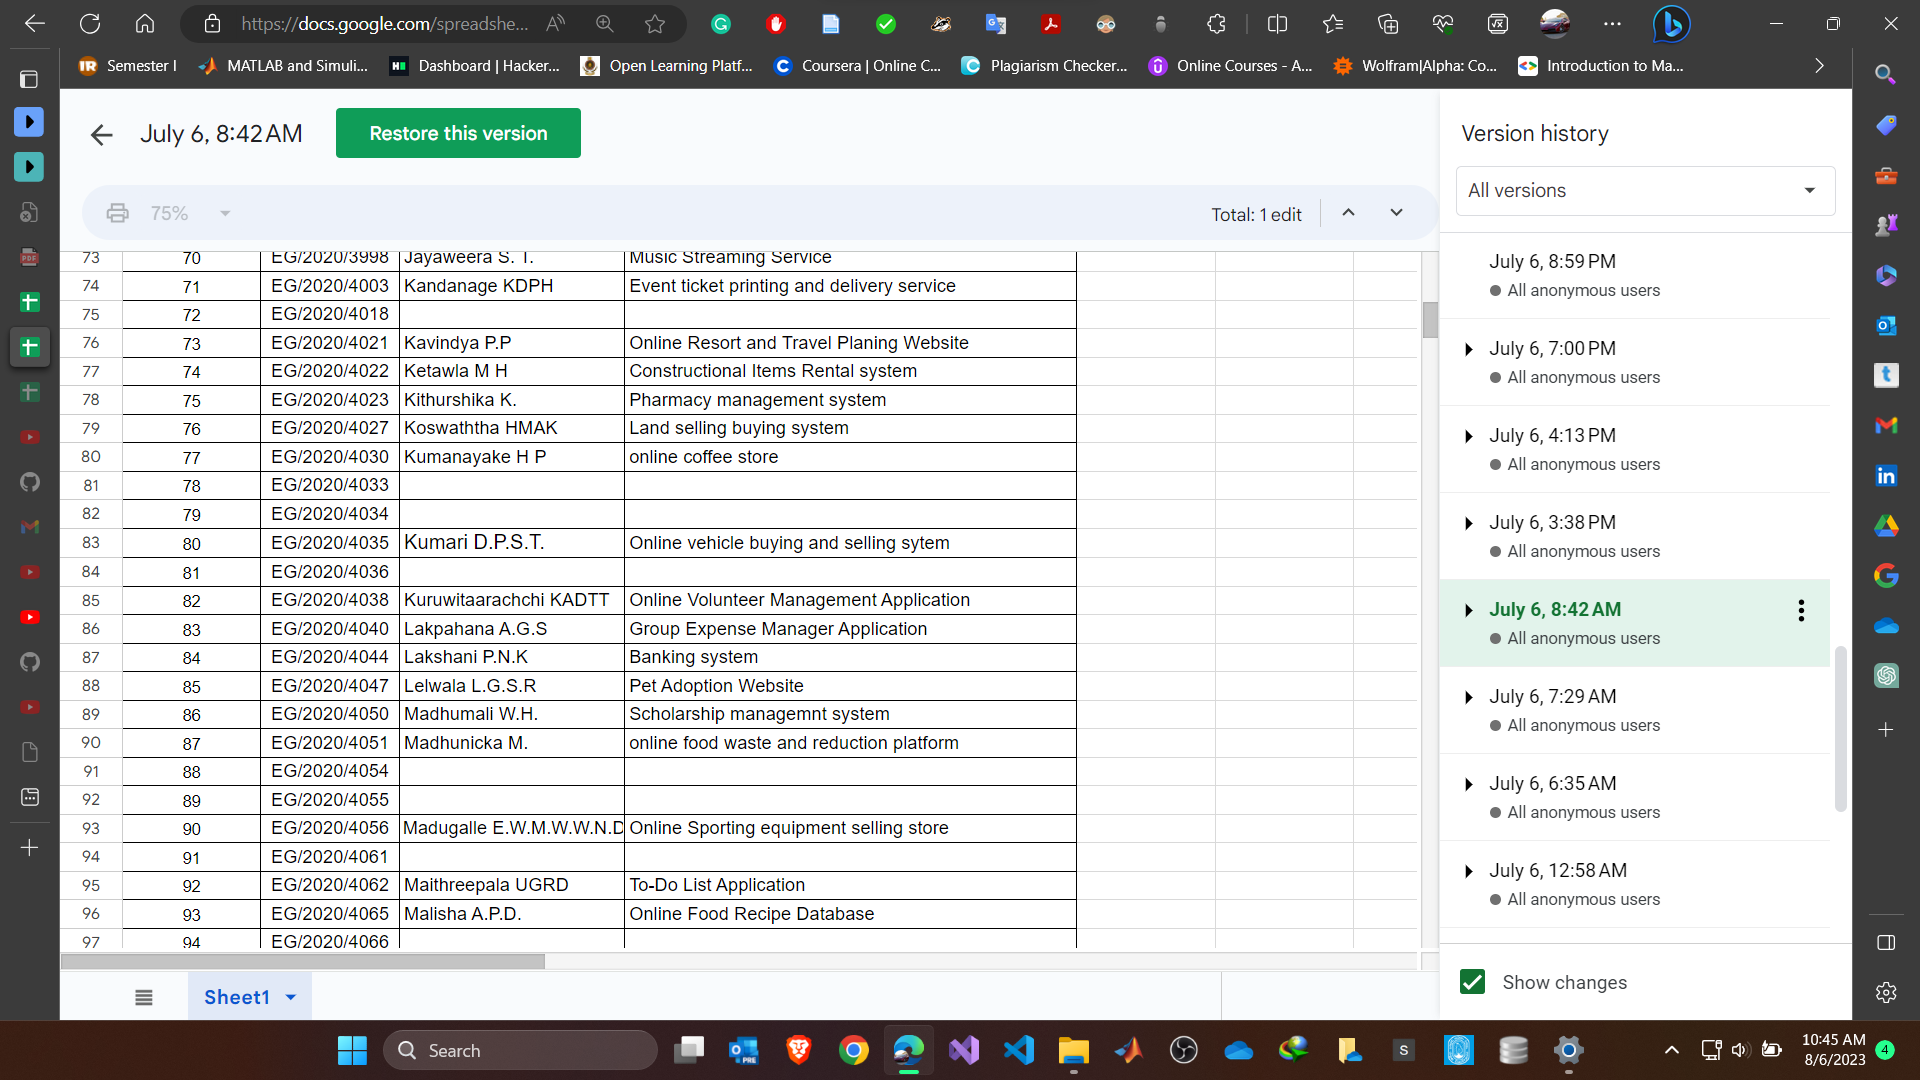 https://docs.google.com/spreadshe...
Semester I
MATLAB and Simuli...
Dashboard | Hacker...
Open Learning Platf...
Coursera | Online C...
Plagiarism Checker...
Online Courses - A...
Wolfram|Alpha: Co...
Introduction to Ma...
July 6, 8:42 AM
Restore this version
75%
Total: 1 edit
73 70 EG/2020/3998 Jayaweera S. T. Music Streaming Service
74 71 EG/2020/4003 Kandanage KDPH Event ticket printing and delivery service
75 72 EG/2020/4018
76 73 EG/2020/4021 Kavindya P.P Online Resort and Travel Planing Website
77 74 EG/2020/4022 Ketawla M H Constructional Items Rental system
78 75 EG/2020/4023 Kithurshika K. Pharmacy management system
79 76 EG/2020/4027 Koswaththa HMAK Land selling buying system
80 77 EG/2020/4030 Kumanayake H P online coffee store
81 78 EG/2020/4033
82 79 EG/2020/4034
83 80 EG/2020/4035 Kumari D.P.S.T. Online vehicle buying and selling sytem
84 81 EG/2020/4036
85 82 EG/2020/4038 Kuruwitaarachchi KADTT Online Volunteer Management Application
86 83 EG/2020/4040 Lakpahana A.G.S Group Expense Manager Application
87 84 EG/2020/4044 Lakshani P.N.K Banking system
88 85 EG/2020/4047 Lelwala L.G.S.R Pet Adoption Website
89 86 EG/2020/4050 Madhumali W.H. Scholarship managemnt system
90 87 EG/2020/4051 Madhunicka M. online food waste and reduction platform
91 88 EG/2020/4054
92 89 EG/2020/4055
93 90 EG/2020/4056 Madugalle E.W.M.W.W.N.D Online Sporting equipment selling store
94 91 EG/2020/4061
95 92 EG/2020/4062 Maithreepala UGRD To-Do List Application
96 93 EG/2020/4065 Malisha A.P.D. Online Food Recipe Database
97 94 EG/2020/4066
Sheet1
Version history
All versions
July 6, 8:59 PM
All anonymous users
July 6, 7:00 PM
All anonymous users
July 6, 4:13 PM
All anonymous users
July 6, 3:38 PM
All anonymous users
July 6, 8:42 AM
All anonymous users
July 6, 7:29 AM
All anonymous users
July 6, 6:35 AM
All anonymous users
July 6, 12:58 AM
All anonymous users
Show changes
Search
10:45 AM
8/6/2023
4